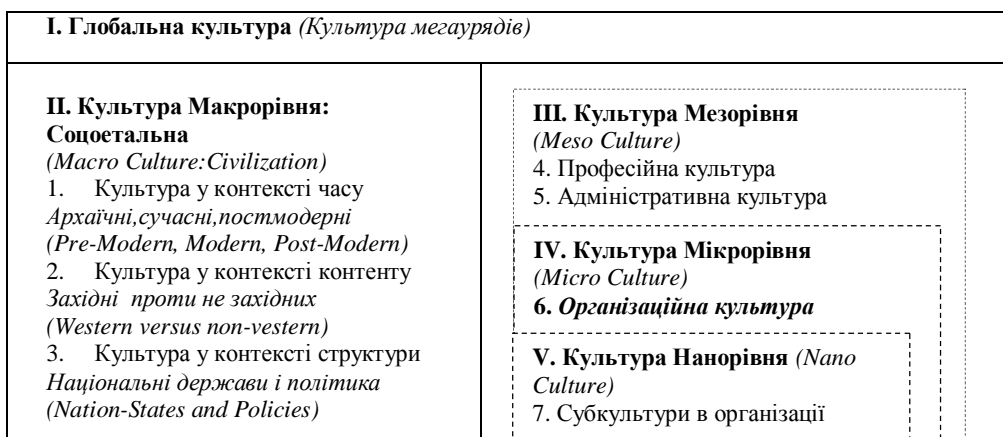 І. Глобальна культура (Культура мегаурядів)
ІІ. Культура Макрорівня:
Соцоетальна
(Macro Culture:Civilization)
1. Культура у контексті часу
Архаїчні,сучасні,постмодерні
(Pre-Modern, Modern, Post-Modern)
2. Культура у контексті контенту
Західні проти не західних
(Western versus non-vestern)
3. Культура у контексті структури
Національні держави і політика
(Nation-States and Policies)
ІІІ. Культура Мезорівня
(Meso Culture)
4. Професійна культура
5. Адміністративна культура
IV. Культура Мікрорівня
(Micro Culture)
6. Організаційна культура
V. Культура Нанорівня (Nano
Culture)
7. Субкультури в організації